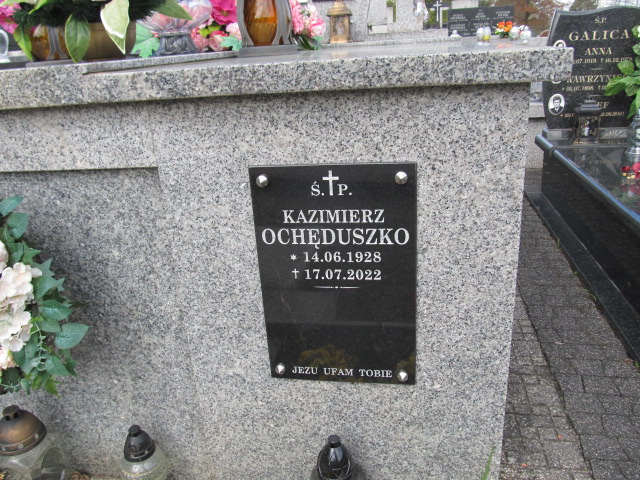 Ś.†P.
KAZIMIERZ
OCHĘDUSZKO
* 14.06.1928
† 17.07.2022
JEZU UFAM TOBIE
Ś.P.
GALICA
ANNA